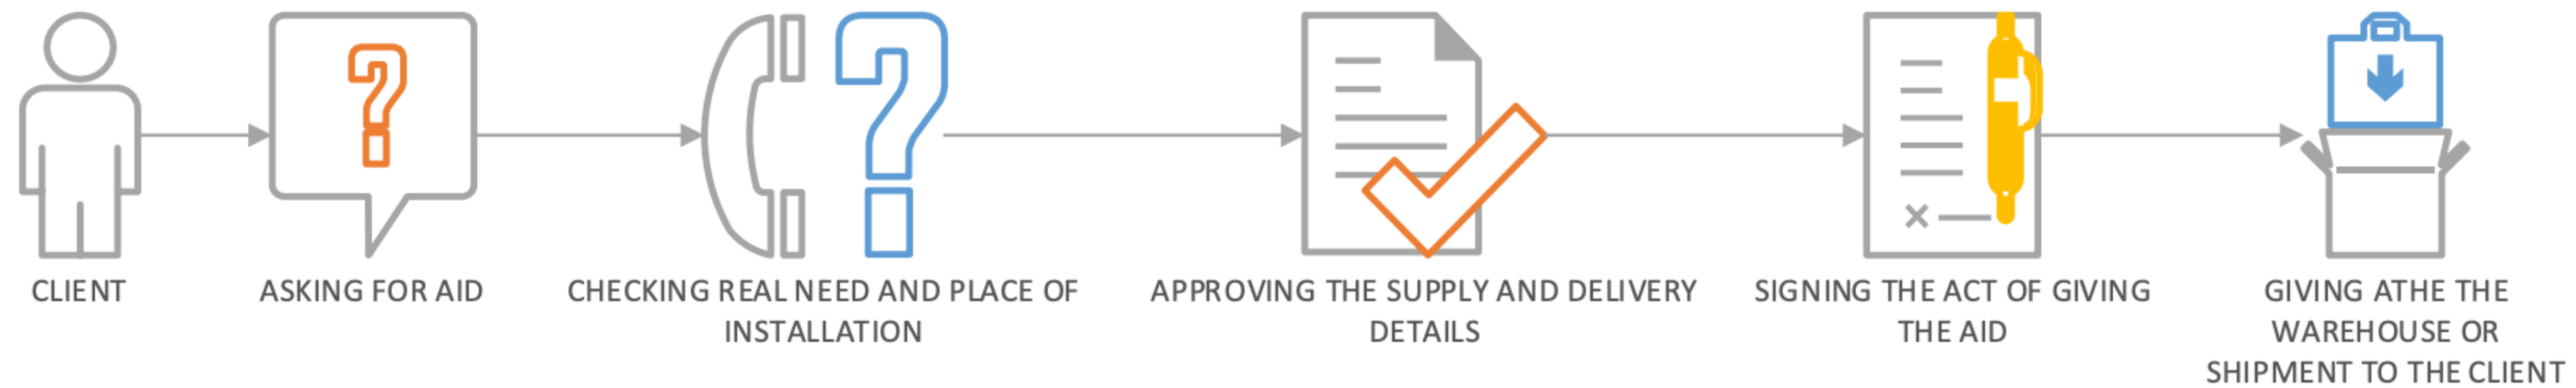 CLIENT
ASKING FOR AID
CHECKING REAL NEED AND PLACE OF
INSTALLATION
APPROVING THE SUPPLY AND DELIVERY
DETAILS
SIGNING THE ACT OF GIVING
THE AID
GIVING ATHE THE
WAREHOUSE OR
SHIPMENT TO THE CLIENT